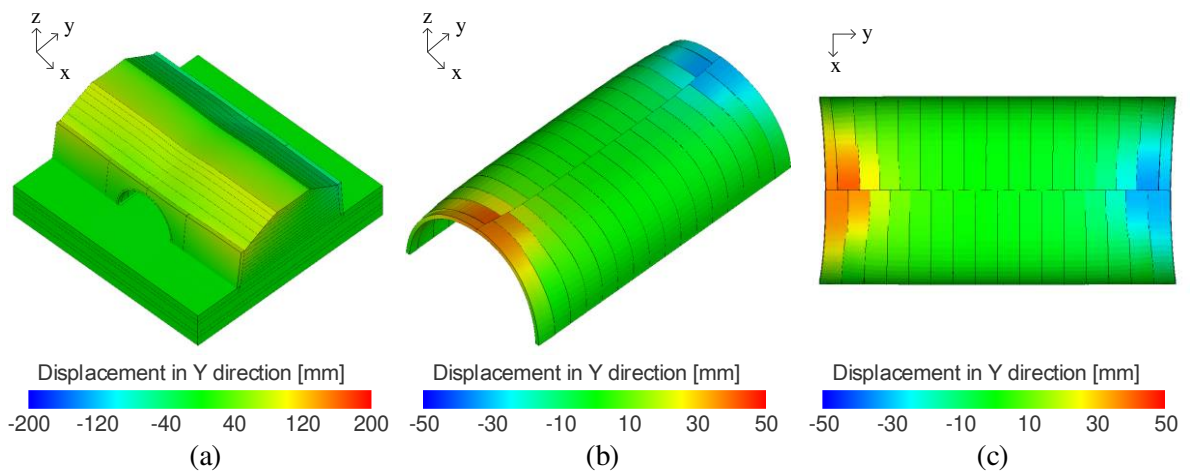 z
y
x
z
y
x
y
x
Displacement in Y direction [mm]
-200 -120 -40 40 120 200
(a)
Displacement in Y direction [mm]
-50 -30 -10 10 30 50
(b)
Displacement in Y direction [mm]
-50 -30 -10 10 30 50
(c)